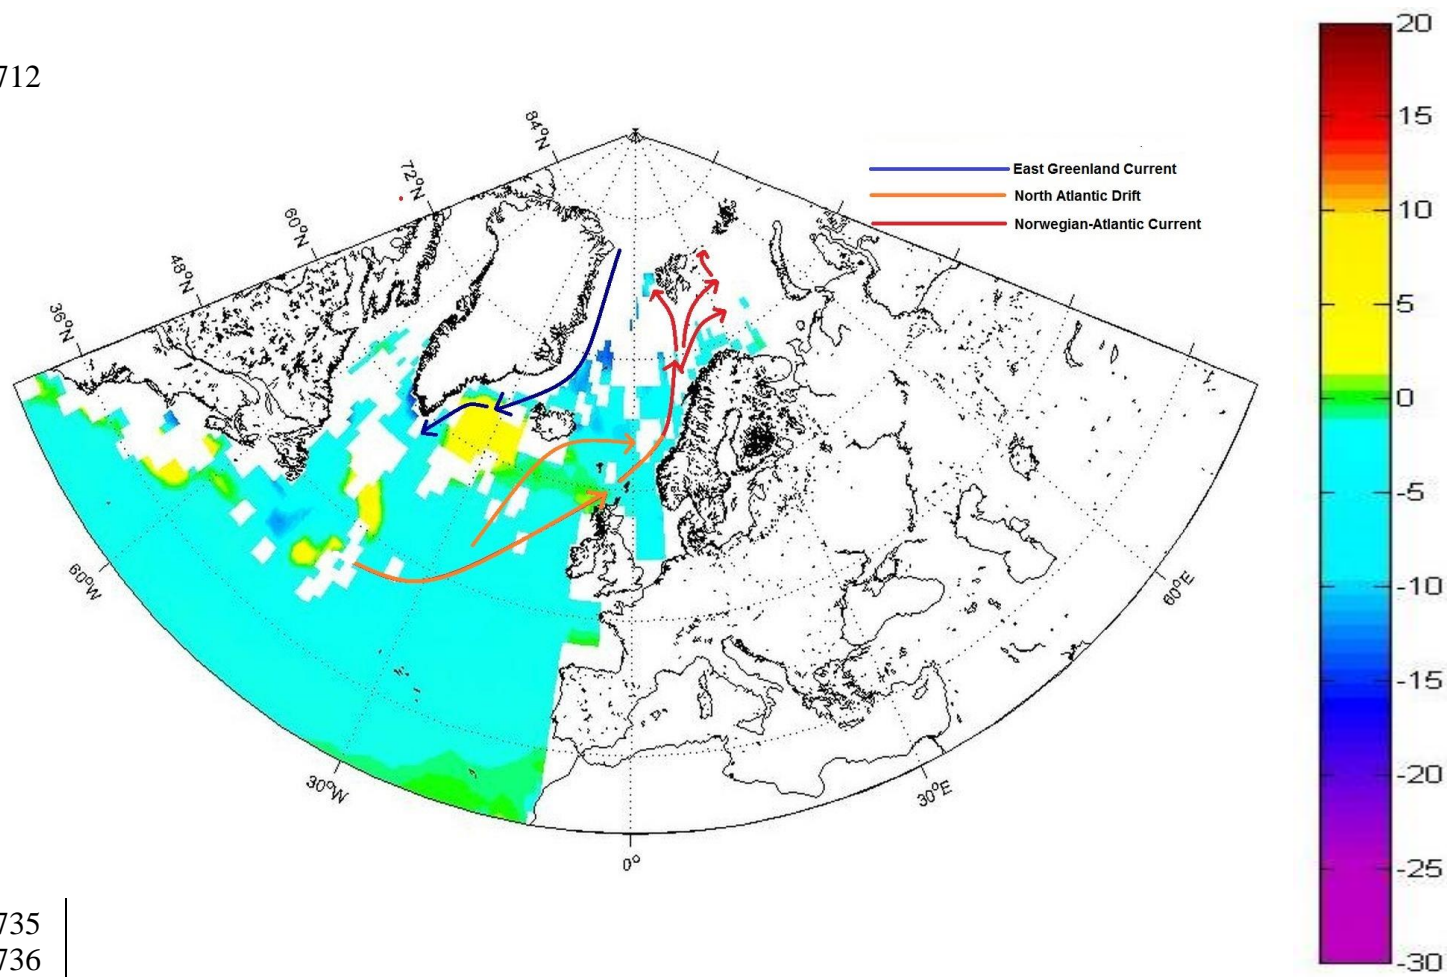 712
20
15
10
5
0
-5
-10
-15
-20
-25
-30
East Greenland Current
North Atlantic Drift
Norwegian-Atlantic Current
84°N
72°N
60°N
48°N
36°N
60°W
30°W
0°
30°E
60°E
735
736